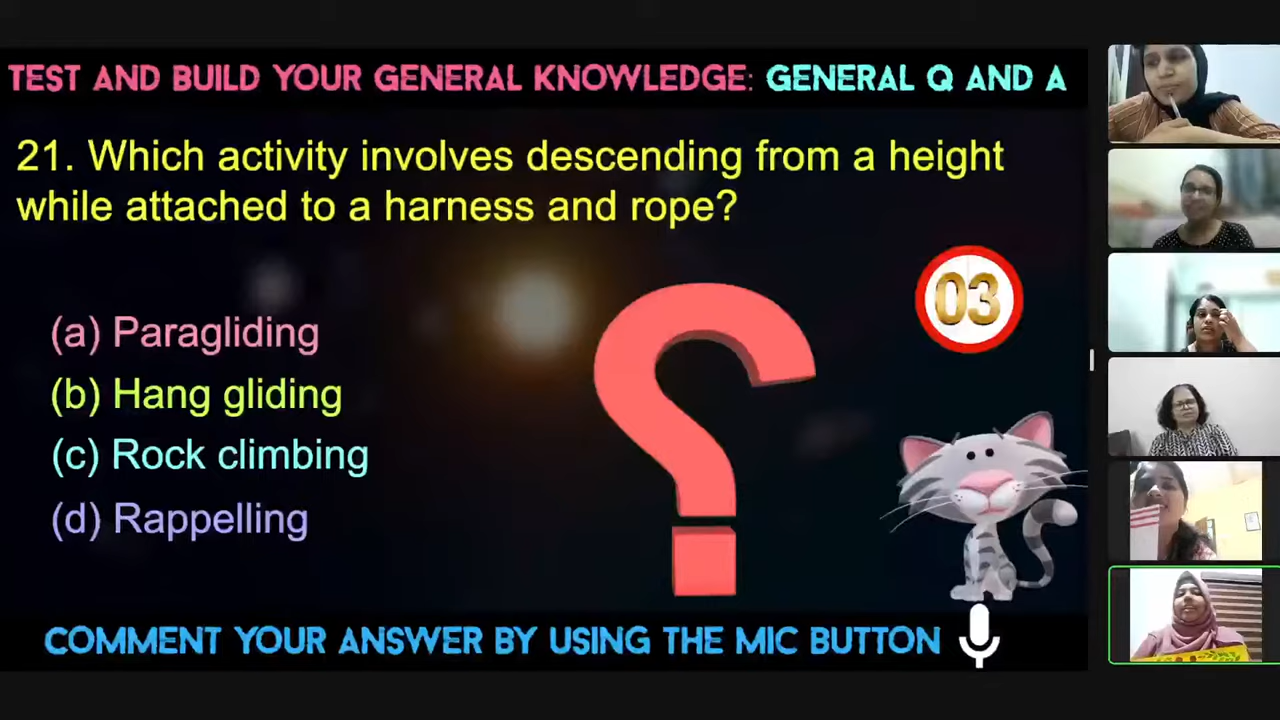 TEST AND BUILD YOUR GENERAL KNOWLEDGE: GENERAL Q AND A
21. Which activity involves descending from a height
while attached to a harness and rope?
03
(a) Paragliding
(b) Hang gliding
(c) Rock climbing
(d) Rappelling
?
COMMENT YOUR ANSWER BY USING THE MIC BUTTON